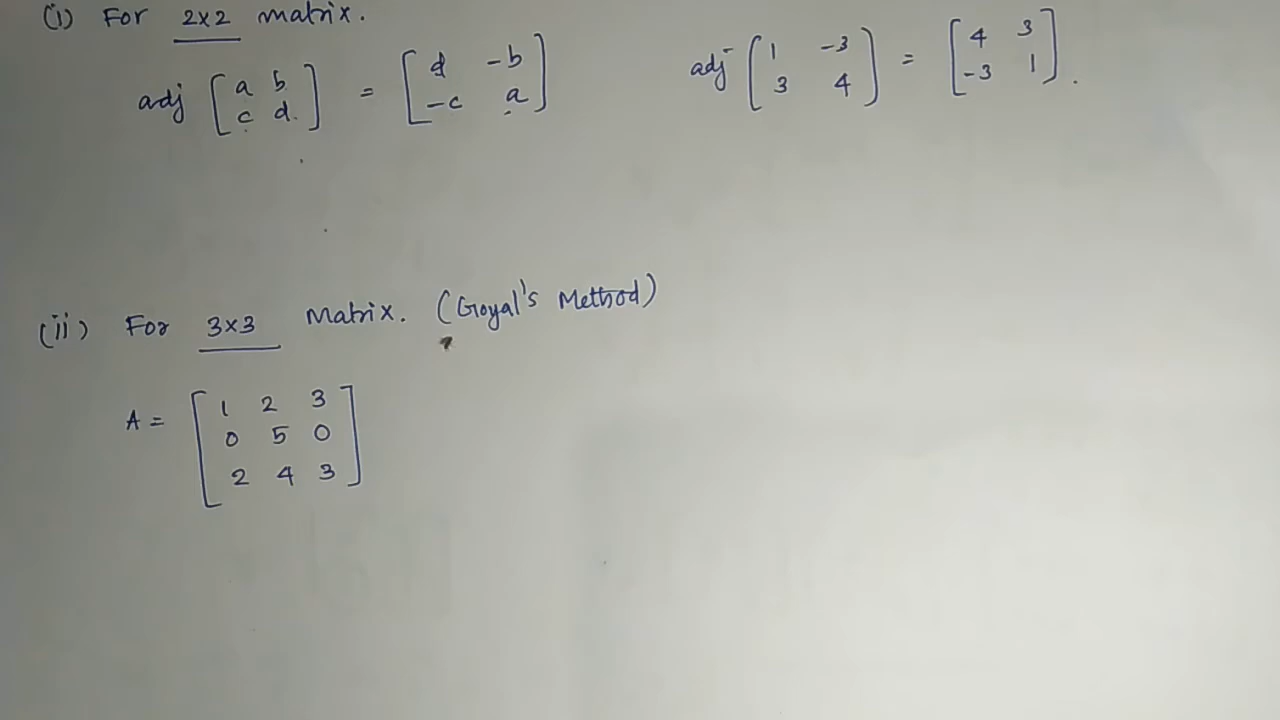 (i) For 2x2 matrix.
adj [a b = [d -b adj [1 -3 = [4 3
c d.] -c a] 3 4] -3 1].
(ii) For 3x3 Matrix. (Goyal's Method)
A = [1 2 3
0 5 0
2 4 3]